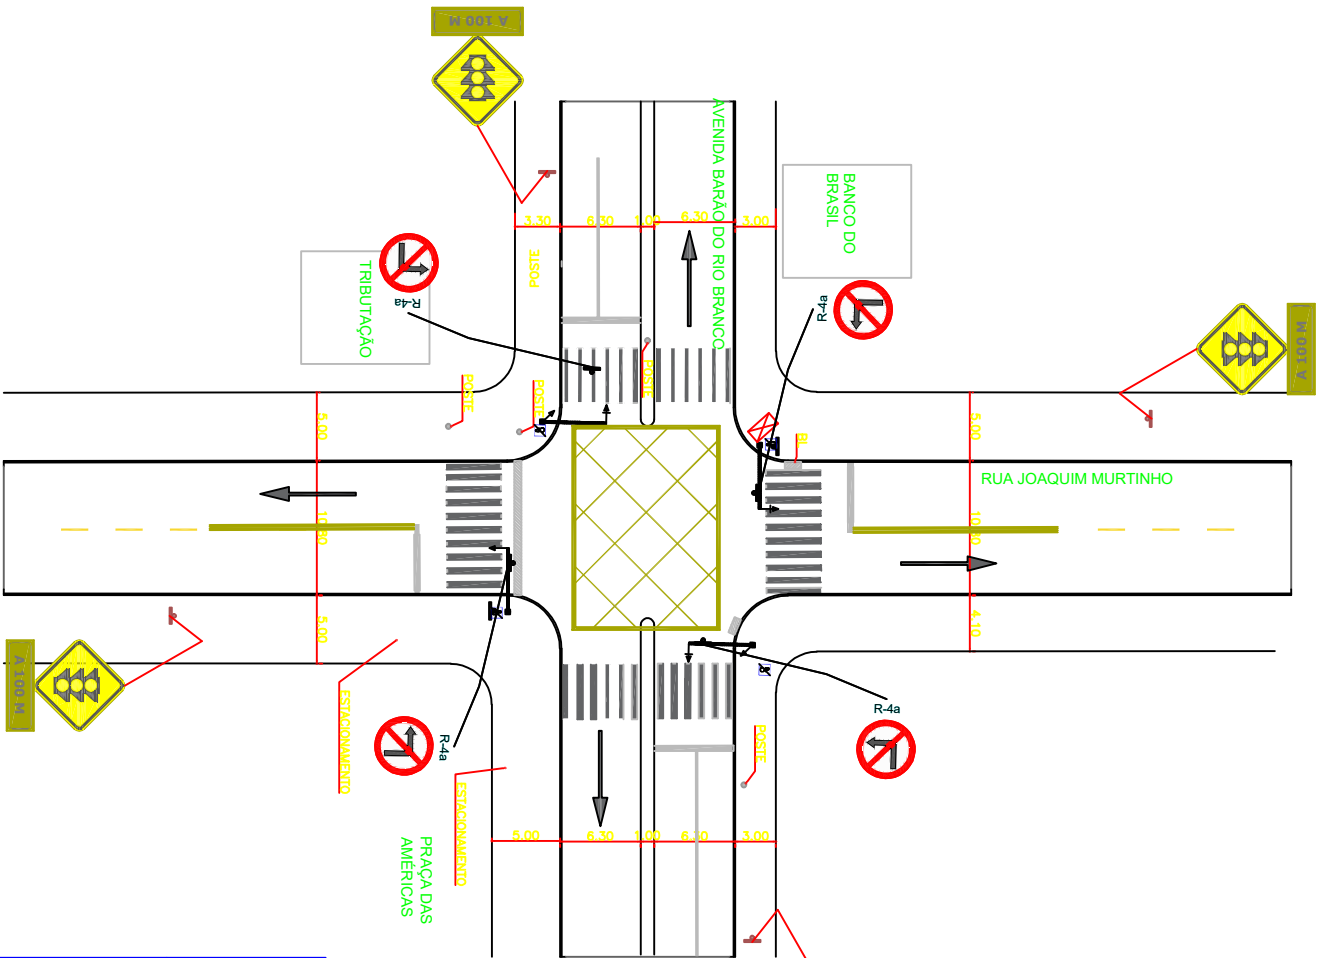 A 100 M
AVENIDA BARÃO DO RIO BRANCO
BANCO DO
BRASIL
3.30
6.30
1.00
6.30
3.00
POSTE
TRIBUTAÇÃO
R-4a
R-4a
A 100 M
POSTE
POSTE
POSTE
5.00
5.00
BL
RUA JOAQUIM MURTINHO
10.80
10.80
5.00
4.10
A 100 M
ESTACIONAMENTO
R-4a
R-4a
POSTE
ESTACIONAMENTO
5.00
6.30
1.00
6.30
3.00
PRAÇA DAS
AMÉRICAS